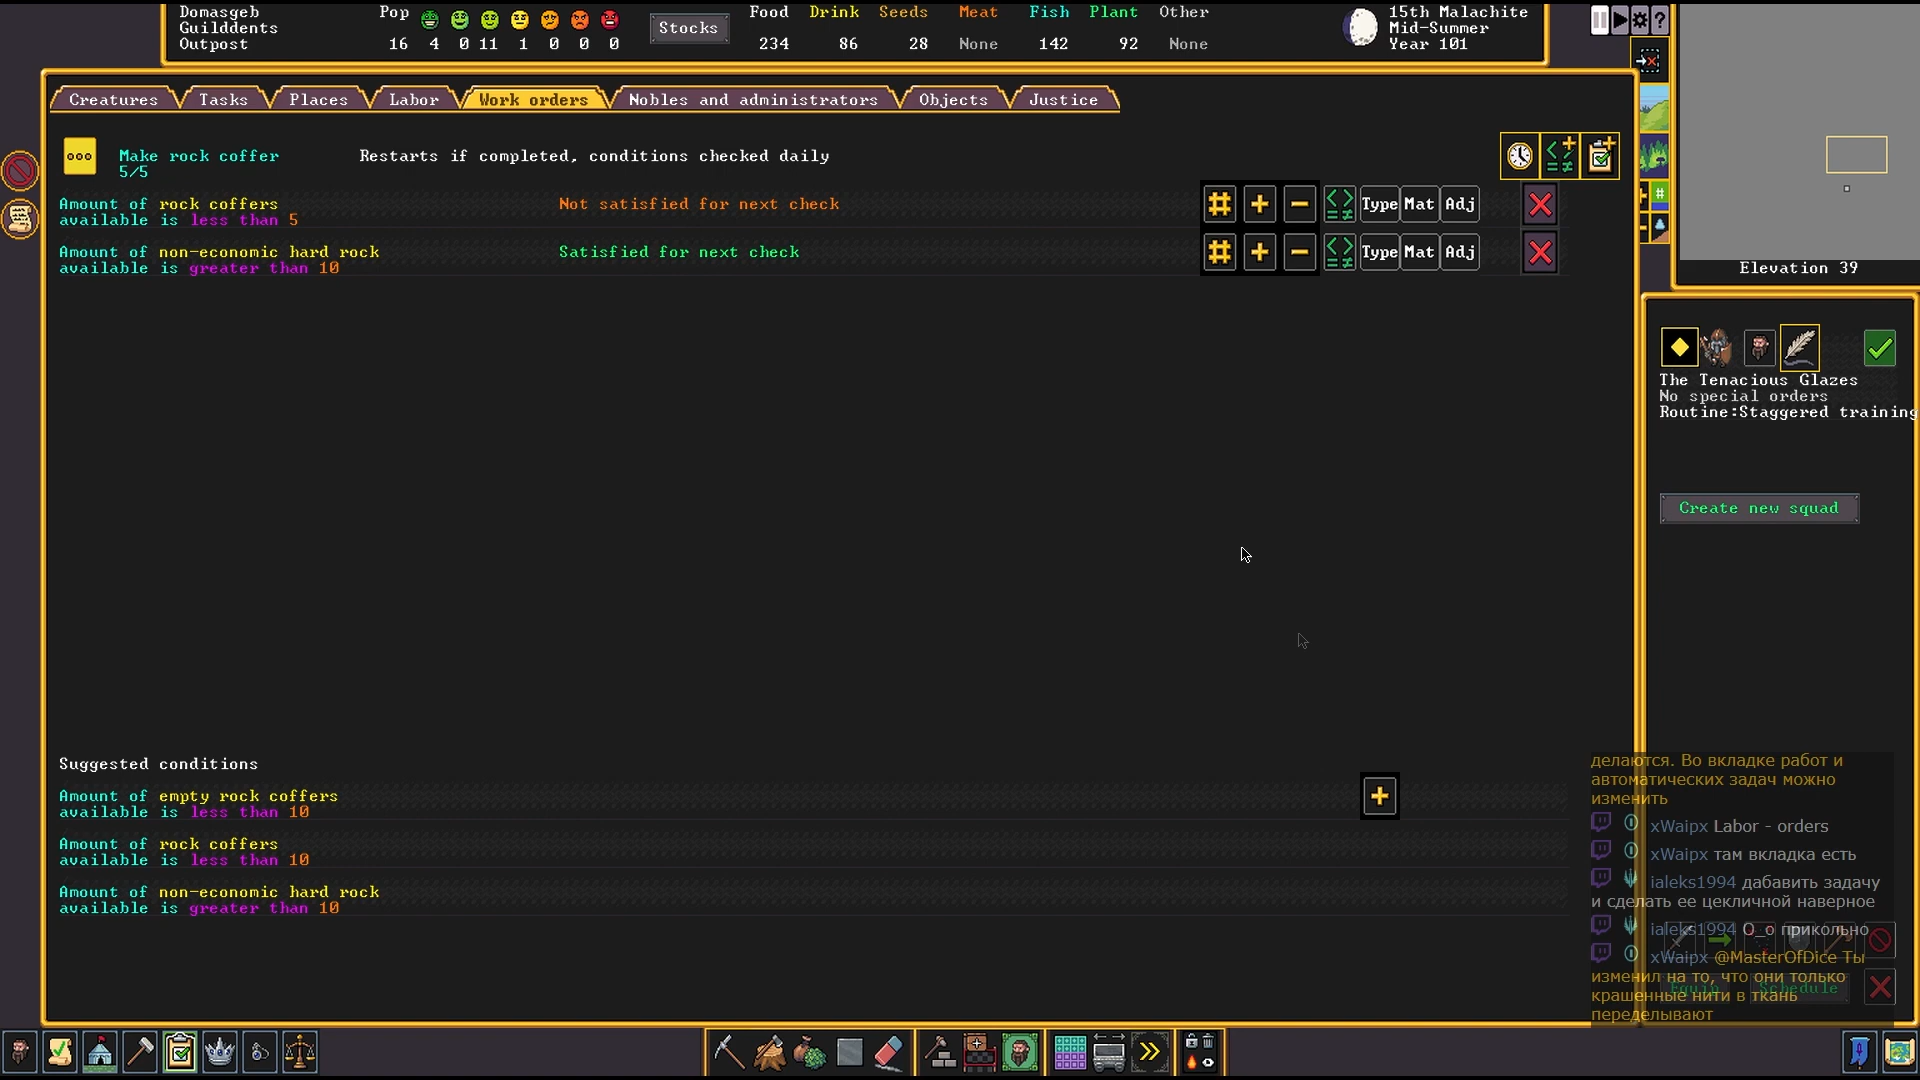 Domasgeb
Guilddents
Outpost
Pop
16 4 0 11 1 0 0 0
Stocks
Food Drink Seeds Meat Fish Plant Other
234 86 28 None 142 92 None
15th Malachite
Mid-Summer
Year 101
Creatures Tasks Places Labor Work orders Nobles and administrators Objects Justice
Make rock coffer
5/5
Restarts if completed, conditions checked daily
Amount of rock coffers
available is less than 5
Not satisfied for next check
Type Mat Adj
Amount of non-economic hard rock
available is greater than 10
Satisfied for next check
Type Mat Adj
Suggested conditions
Amount of empty rock coffers
available is less than 10
Amount of rock coffers
available is less than 10
Amount of non-economic hard rock
available is greater than 10
Elevation 39
The Tenacious Glazes
No special orders
Routine:Staggered training
Create new squad
Equip Schedule
делаются. Во вкладке работ и
автоматических задач можно
изменить
xWaipx Labor - orders
xWaipx там вкладка есть
ialeks1994 дабавить задачу
и сделать ее цекличной наверное
ialeks1994 О_о прикольно
xWaipx @MasterOfDice Ты
изменил на то, что они только
крашенные нити в ткань
переделывают